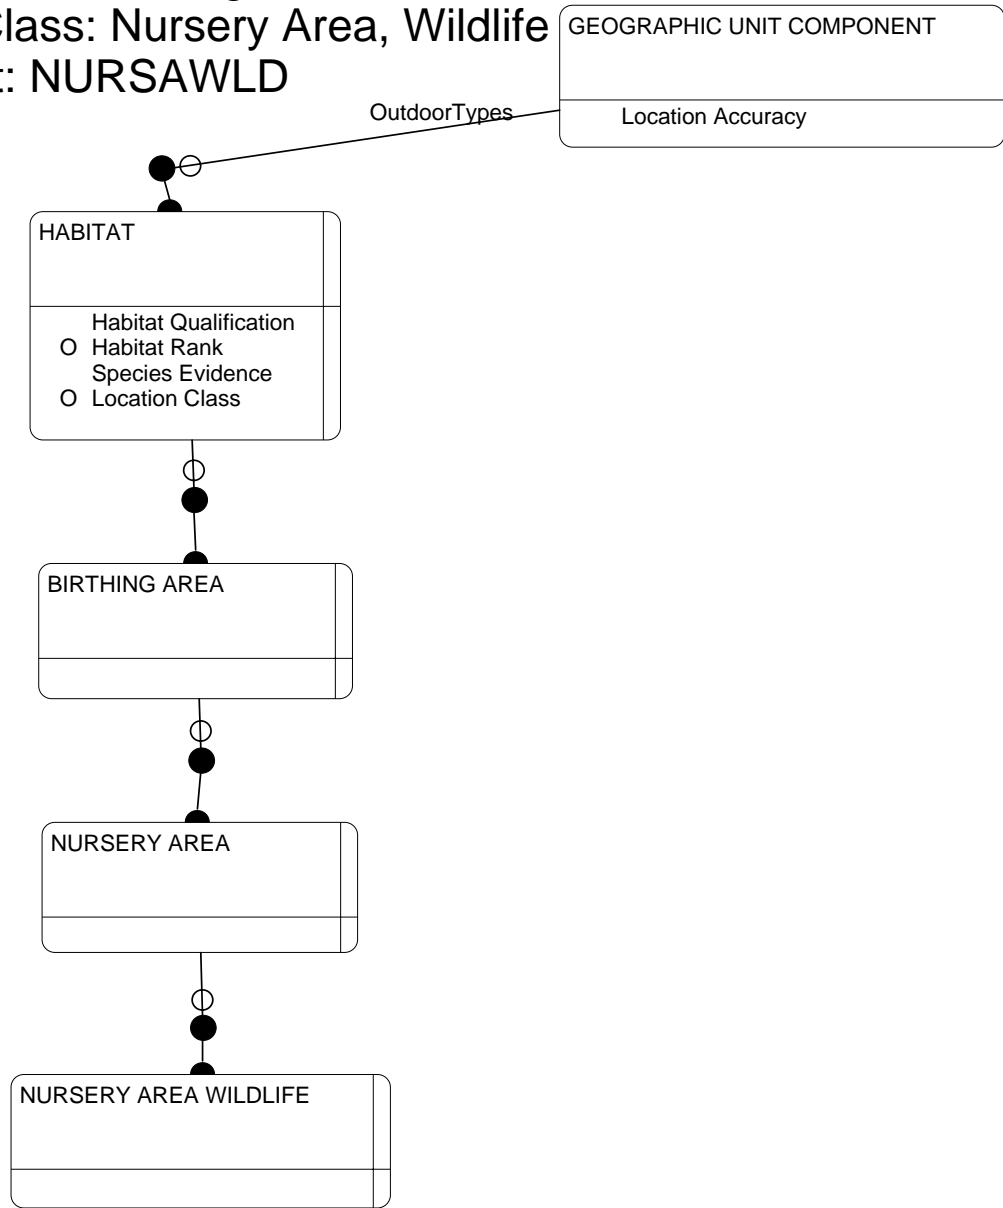 Class: Nursery Area, Wildlife
t: NURSAWLD
GEOGRAPHIC UNIT COMPONENT
Location Accuracy
OutdoorTypes
HABITAT
Habitat Qualification
O Habitat Rank
Species Evidence
O Location Class
BIRTHING AREA
NURSERY AREA
NURSERY AREA WILDLIFE